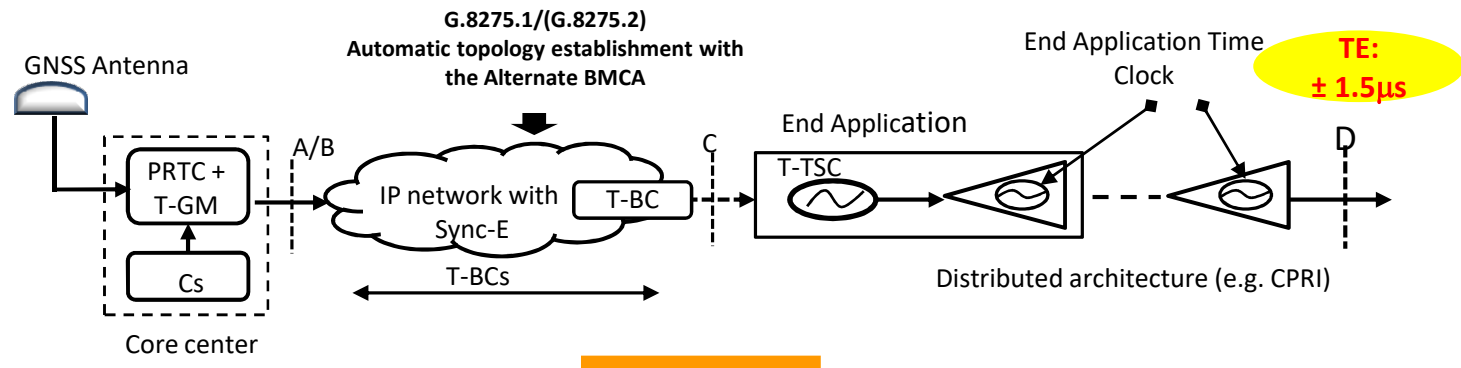 G.8275.1/(G.8275.2)
Automatic topology establishment with
the Alternate BMCA
GNSS Antenna
End Application Time
Clock
TE:
± 1.5µs
End Application
A/B
C
D
PRTC +
T-GM
IP network with
Sync-E
T-BC
T-TSC
Cs
T-BCs
Distributed architecture (e.g. CPRI)
Core center